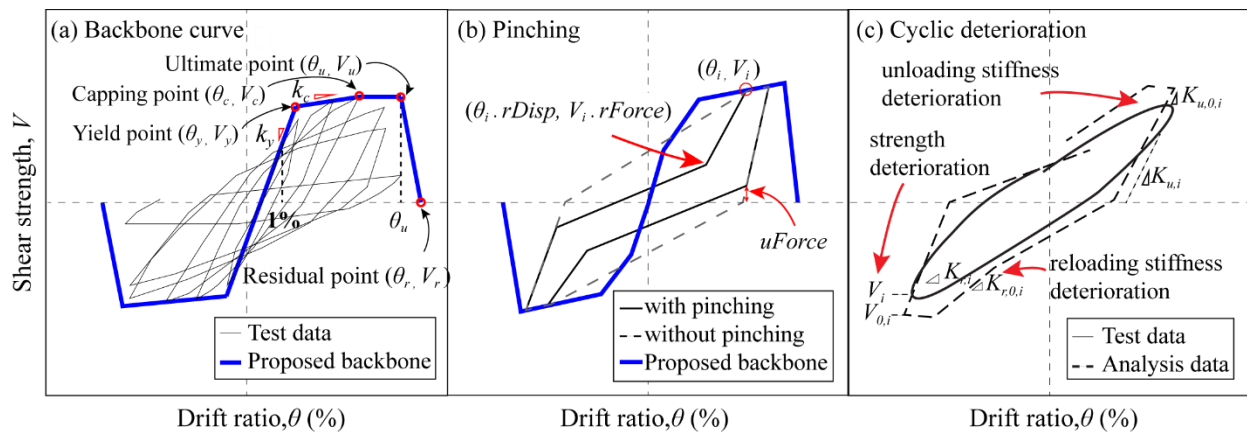 (a) Backbone curve
Ultimate point (θu, Vu)
Capping point (θc, Vc)
kc
Yield point (θy, Vy)
ky
1%
θu
Residual point (θr, Vr)
Test data
Proposed backbone
Shear strength, V
Drift ratio,θ (%)
(b) Pinching
(θi, Vi)
(θi . rDisp, Vi . rForce)
uForce
with pinching
without pinching
Proposed backbone
Drift ratio,θ (%)
(c) Cyclic deterioration
unloading stiffness
deterioration
Ku,0,i
strength
deterioration
Ku,i
reloading stiffness
deterioration
Kr,i
Kr,0,i
Vi
V0,i
Test data
Analysis data
Drift ratio,θ (%)